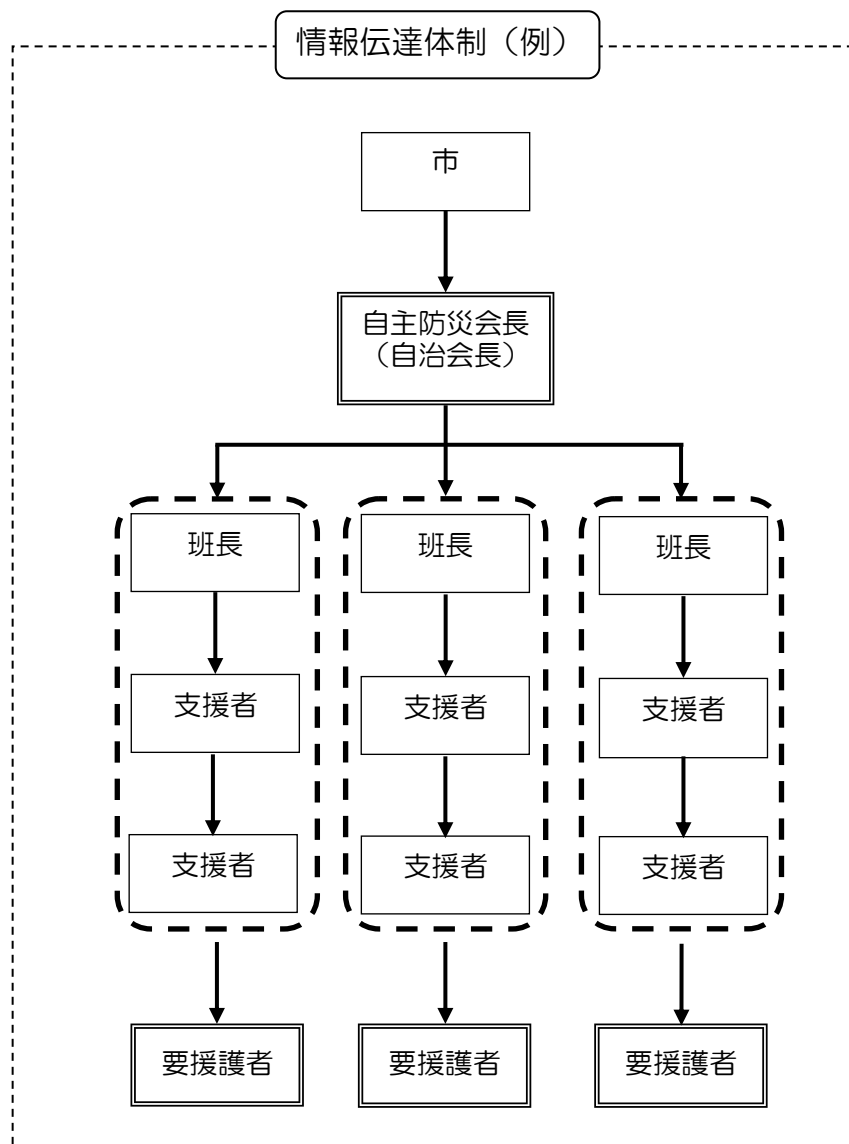 情報伝達体制（例）
市
自主防災会長
（自治会長）
班長
班長
班長
支援者
支援者
支援者
支援者
支援者
支援者
要援護者
要援護者
要援護者